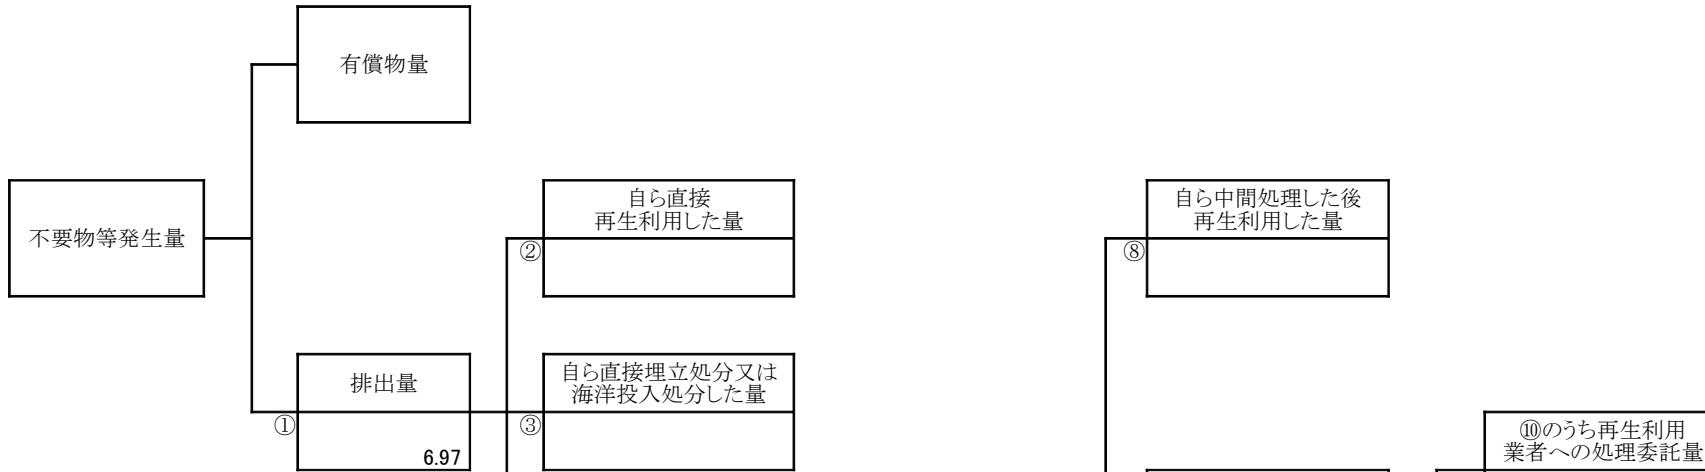 有償物量
不要物等発生量
自ら直接
再生利用した量
②
自ら中間処理した後
再生利用した量
⑧
排出量
①
6.97
自ら直接埋立処分又は
海洋投入処分した量
③
⑩のうち再生利用
業者への処理委託量